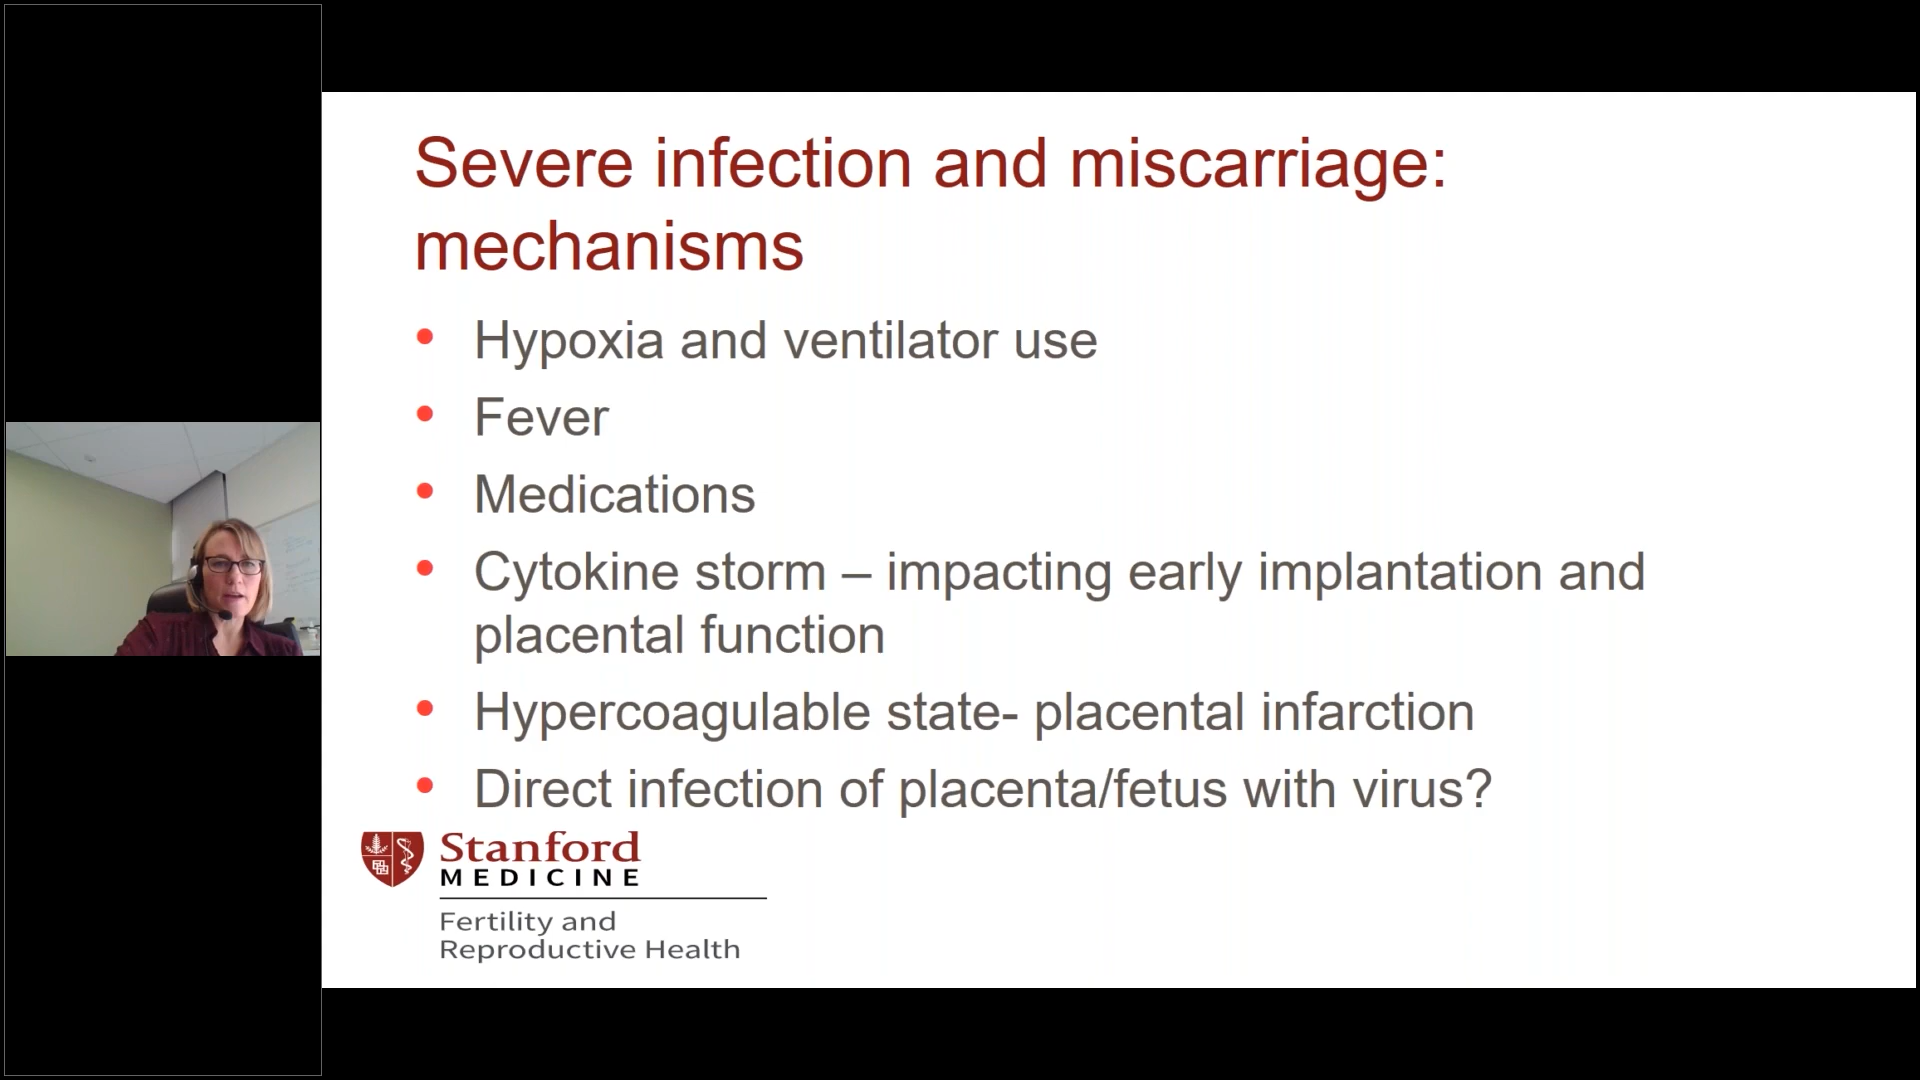 Severe infection and miscarriage:
mechanisms
• Hypoxia and ventilator use
• Fever
• Medications
• Cytokine storm – impacting early implantation and
placental function
• Hypercoagulable state- placental infarction
• Direct infection of placenta/fetus with virus?
Stanford
MEDICINE
Fertility and
Reproductive Health